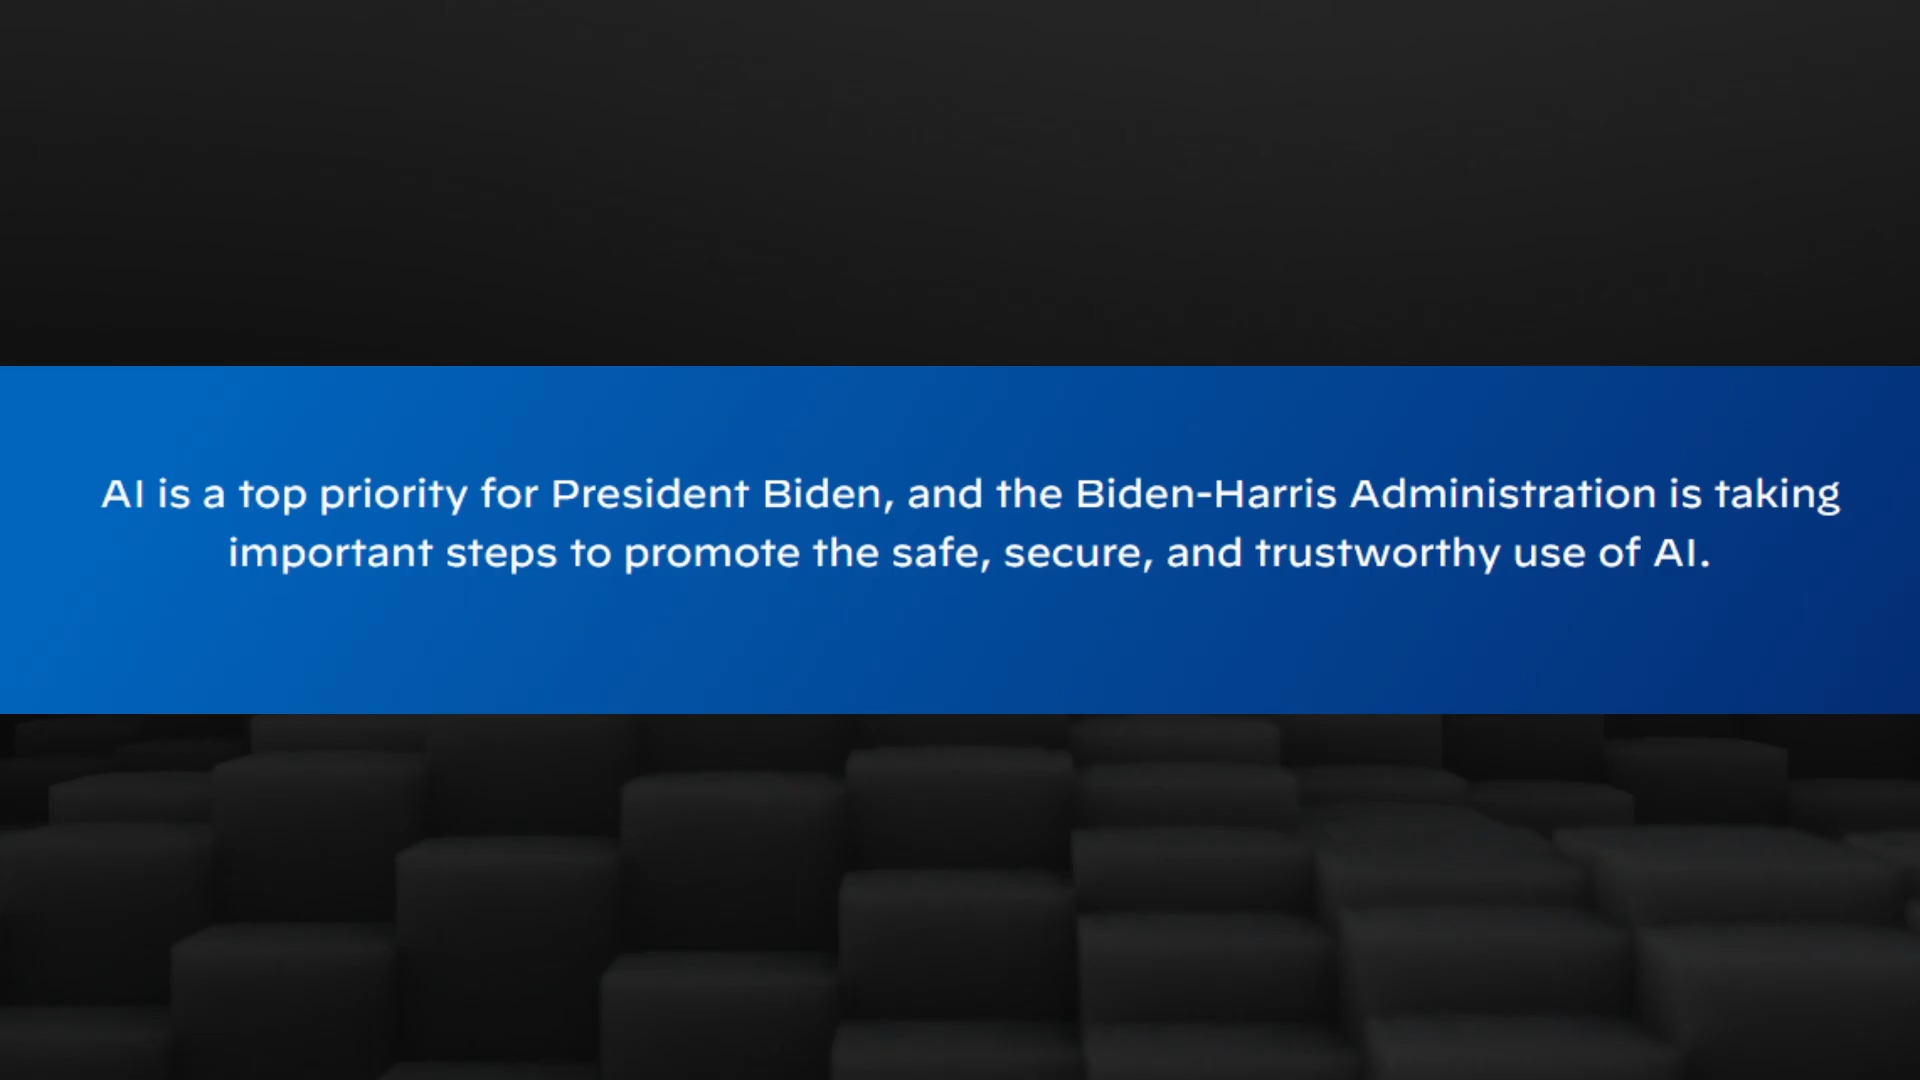 AI is a top priority for President Biden, and the Biden-Harris Administration is taking
important steps to promote the safe, secure, and trustworthy use of AI.